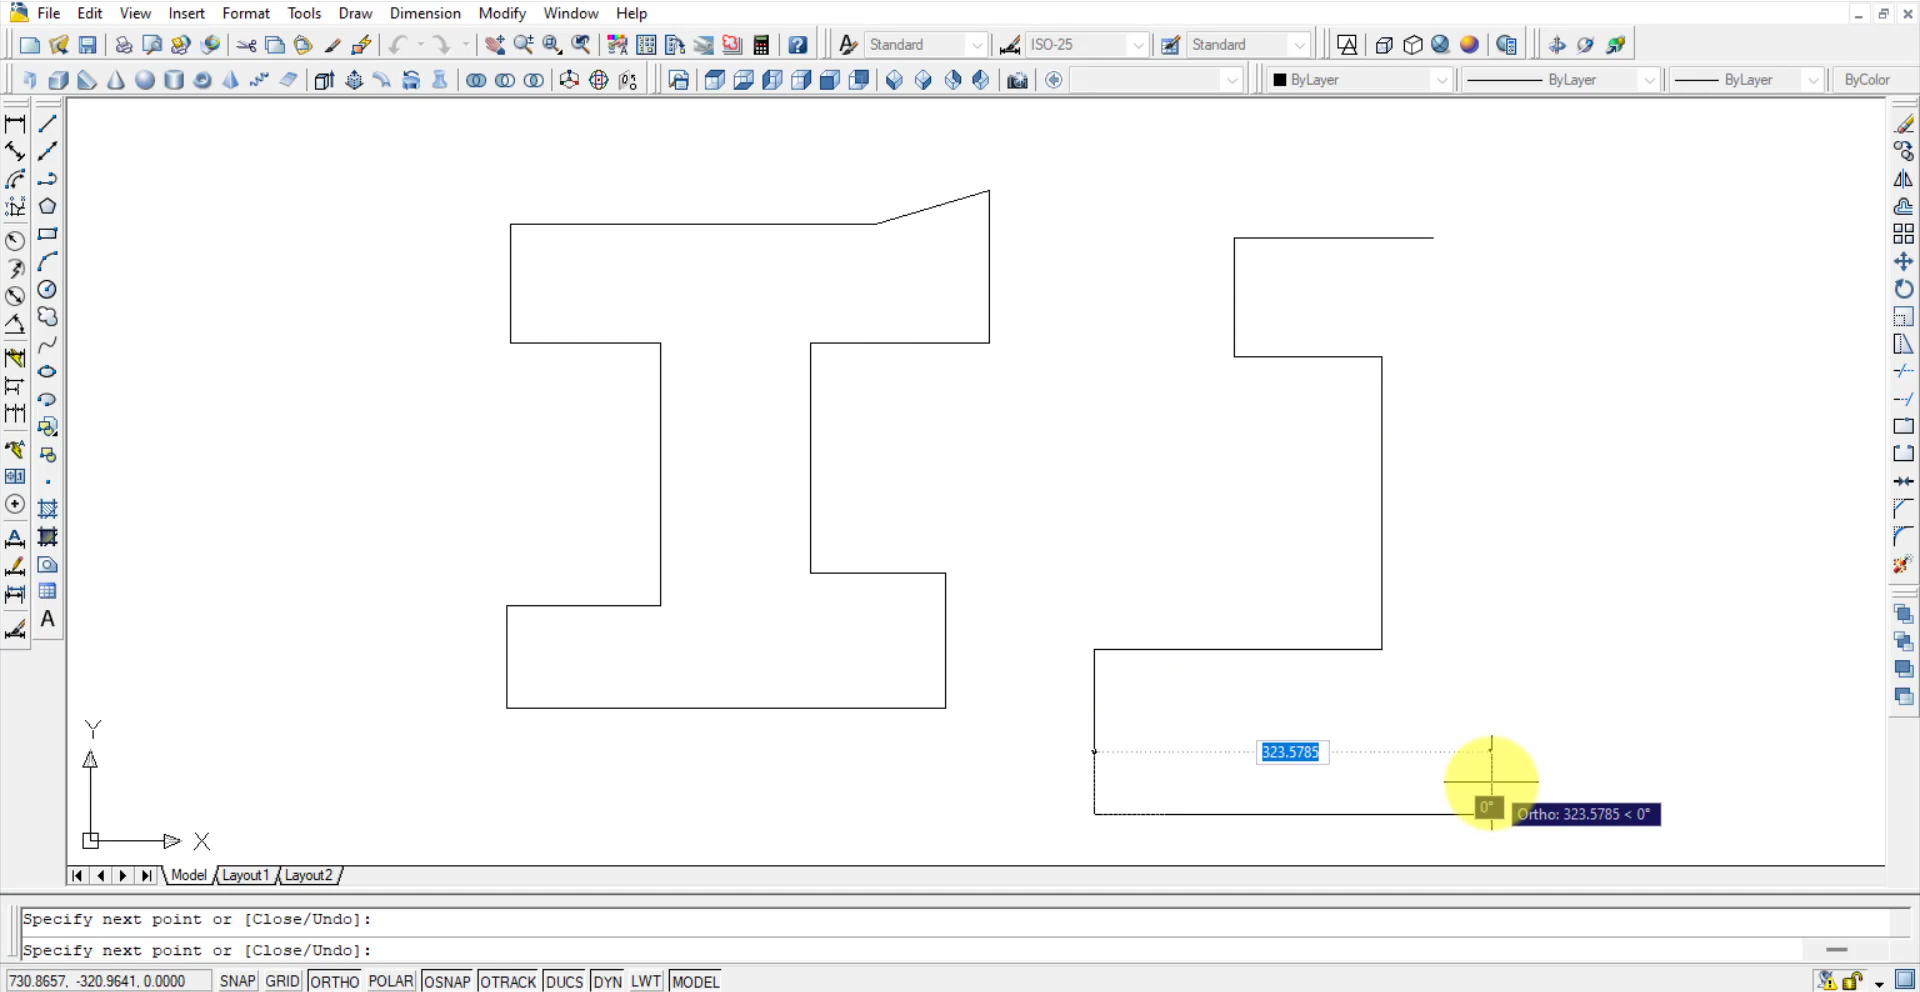 File Edit View Insert Format Tools Draw Dimension Modify Window Help
Standard ISO-25 Standard
ByLayer ByLayer ByLayer ByColor
323.5785
0° Ortho: 323.5785 < 0°
Y
X
Model Layout1 Layout2
Specify next point or [Close/Undo]:
Specify next point or [Close/Undo]:
730.8657, -320.9641, 0.0000 SNAP GRID ORTHO POLAR OSNAP OTRACK DUCS DYN LWT MODEL